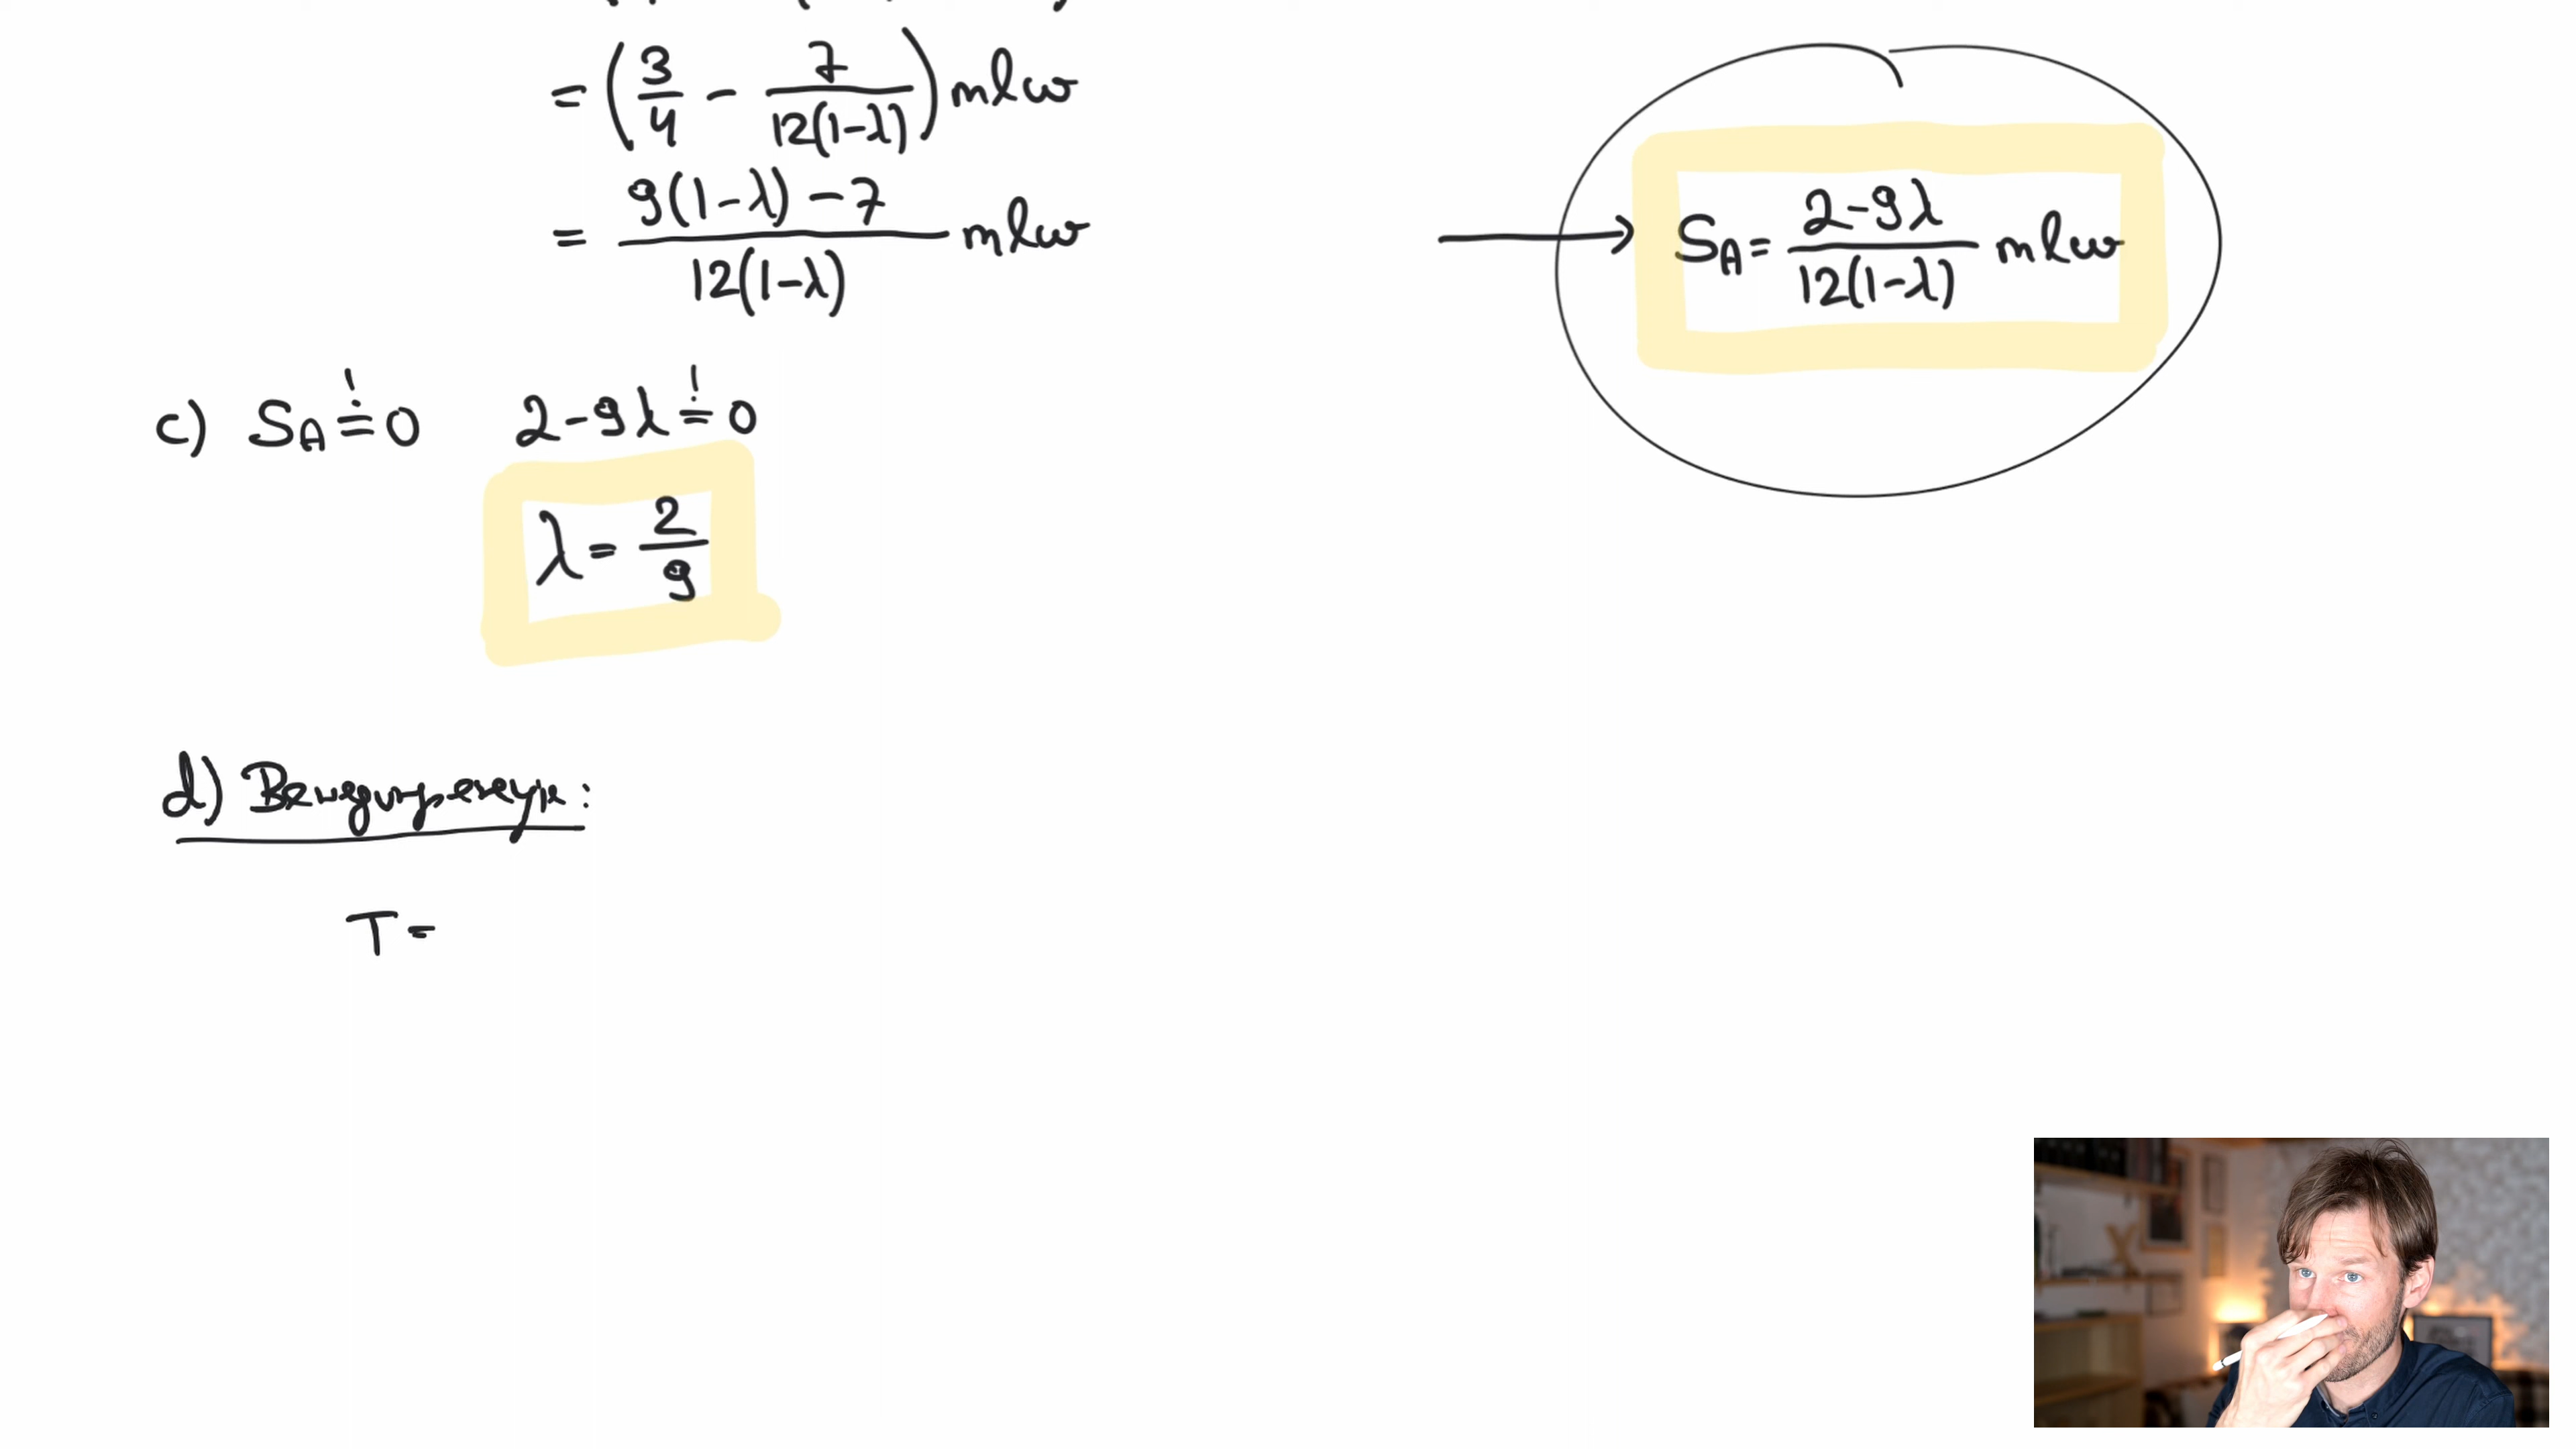 = (3/4 - 7/12(1-λ)) mlω
= 9(1-λ) - 7 / 12(1-λ) mlω
→ S_A = 2-9λ / 12(1-λ) mlω
c) S_A != 0 2-9λ != 0
λ = 2/9
d)
T =